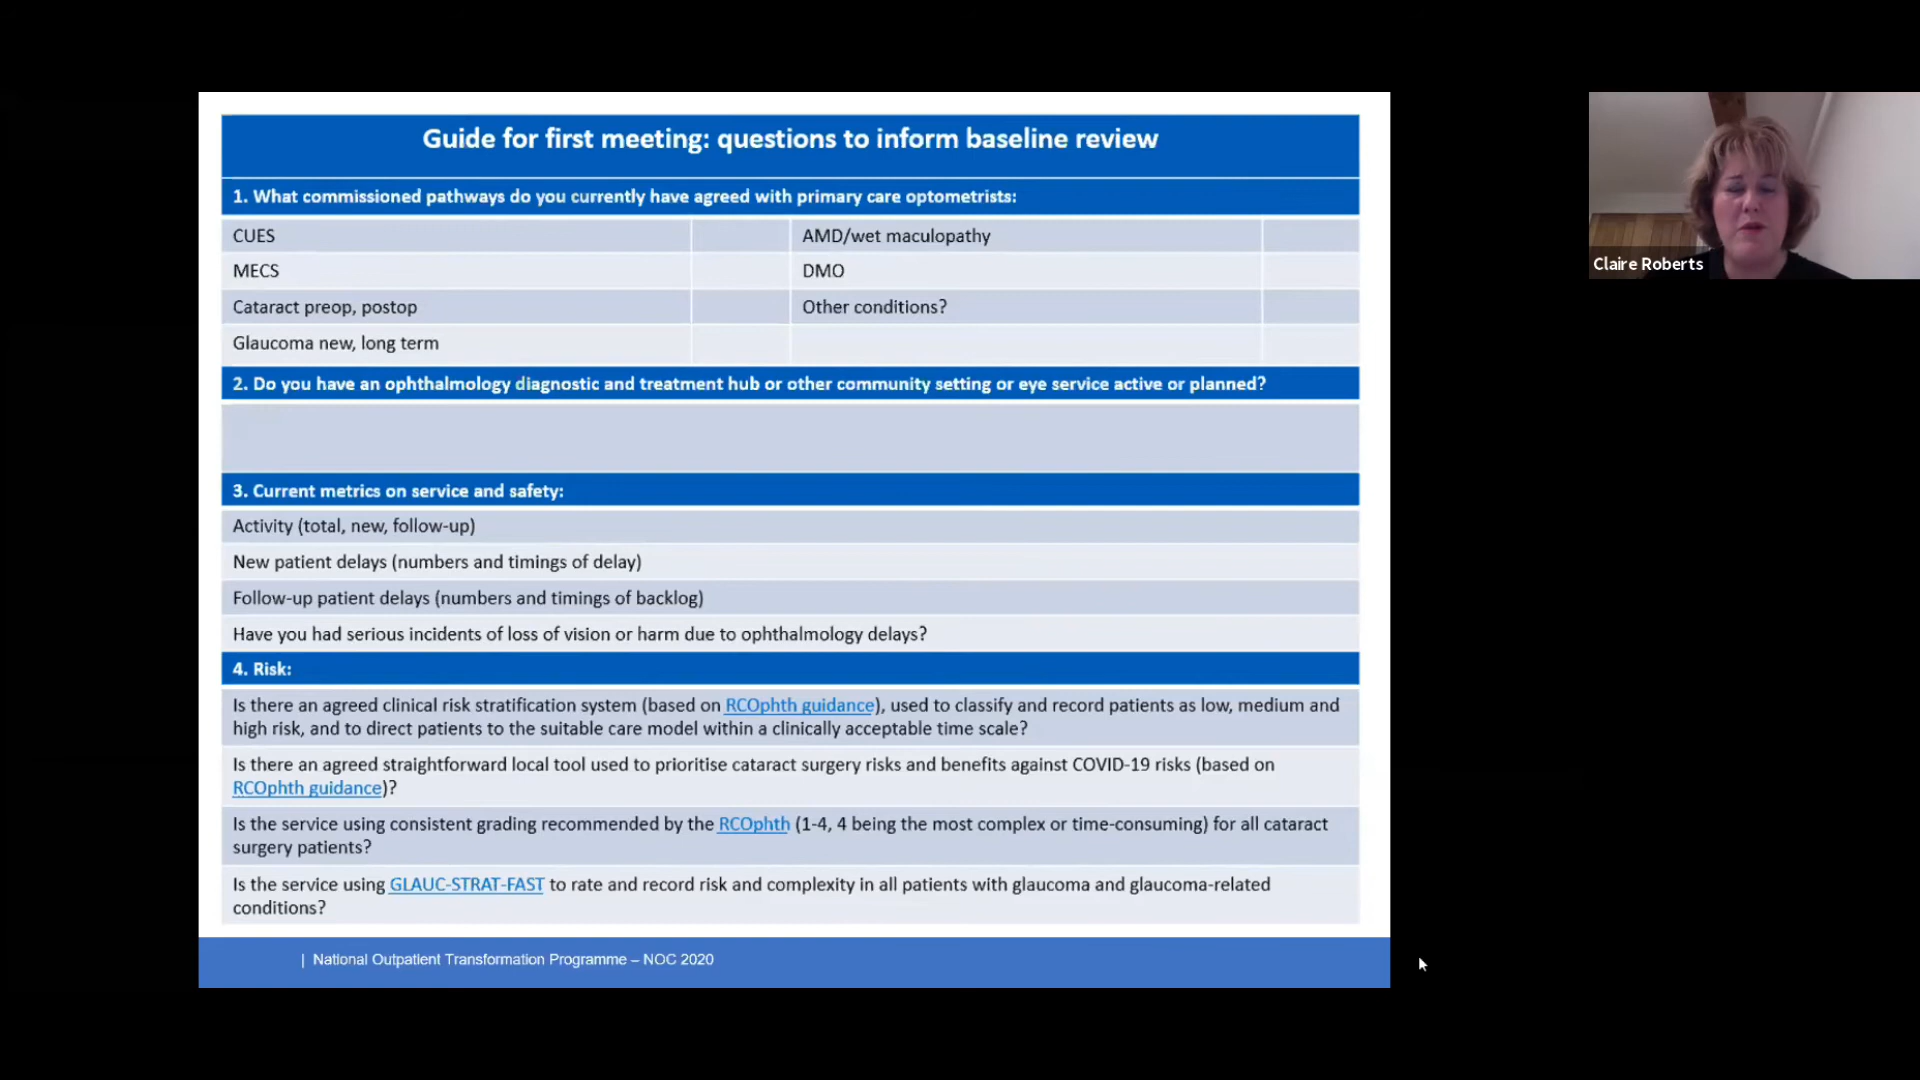 Guide for first meeting: questions to inform baseline review
1. What commissioned pathways do you currently have agreed with primary care optometrists:
CUES
AMD/wet maculopathy
MECS
DMO
Cataract preop, postop
Other conditions?
Glaucoma new, long term
2. Do you have an ophthalmology diagnostic and treatment hub or other community setting or eye service active or planned?
3. Current metrics on service and safety:
Activity (total, new, follow-up)
New patient delays (numbers and timings of delay)
Follow-up patient delays (numbers and timings of backlog)
Have you had serious incidents of loss of vision or harm due to ophthalmology delays?
4. Risk:
Is there an agreed clinical risk stratification system (based on RCOphth guidance), used to classify and record patients as low, medium and
high risk, and to direct patients to the suitable care model within a clinically acceptable time scale?
Is there an agreed straightforward local tool used to prioritise cataract surgery risks and benefits against COVID-19 risks (based on
RCOphth guidance)?
Is the service using consistent grading recommended by the RCOphth (1-4, 4 being the most complex or time-consuming) for all cataract
surgery patients?
Is the service using GLAUC-STRAT-FAST to rate and record risk and complexity in all patients with glaucoma and glaucoma-related
conditions?
| National Outpatient Transformation Programme – NOC 2020
Claire Roberts